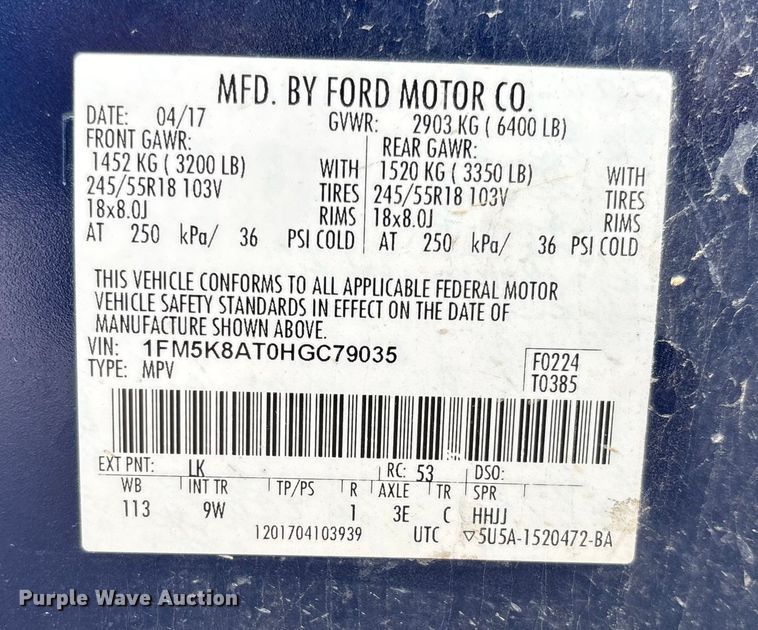 MFD. BY FORD MOTOR CO.
DATE: 04/17 GVWR: 2903 KG ( 6400 LB)
FRONT GAWR: REAR GAWR:
1452 KG ( 3200 LB) WITH 1520 KG ( 3350 LB) WITH
245/55R18 103V TIRES 245/55R18 103V TIRES
18x8.0J RIMS 18x8.0J RIMS
AT 250 kPa/ 36 PSI COLD AT 250 kPa/ 36 PSI COLD
THIS VEHICLE CONFORMS TO ALL APPLICABLE FEDERAL MOTOR
VEHICLE SAFETY STANDARDS IN EFFECT ON THE DATE OF
MANUFACTURE SHOWN ABOVE.
VIN: 1FM5K8AT0HGC79035 F0224
TYPE: MPV T0385
EXT PNT: LK RC: 53 DSO:
WB INT TR TP/PS R AXLE TR SPR
113 9W 1 3E C HHJJ
1201704103939 UTC ▽5U5A-1520472-BA
Purple Wave Auction